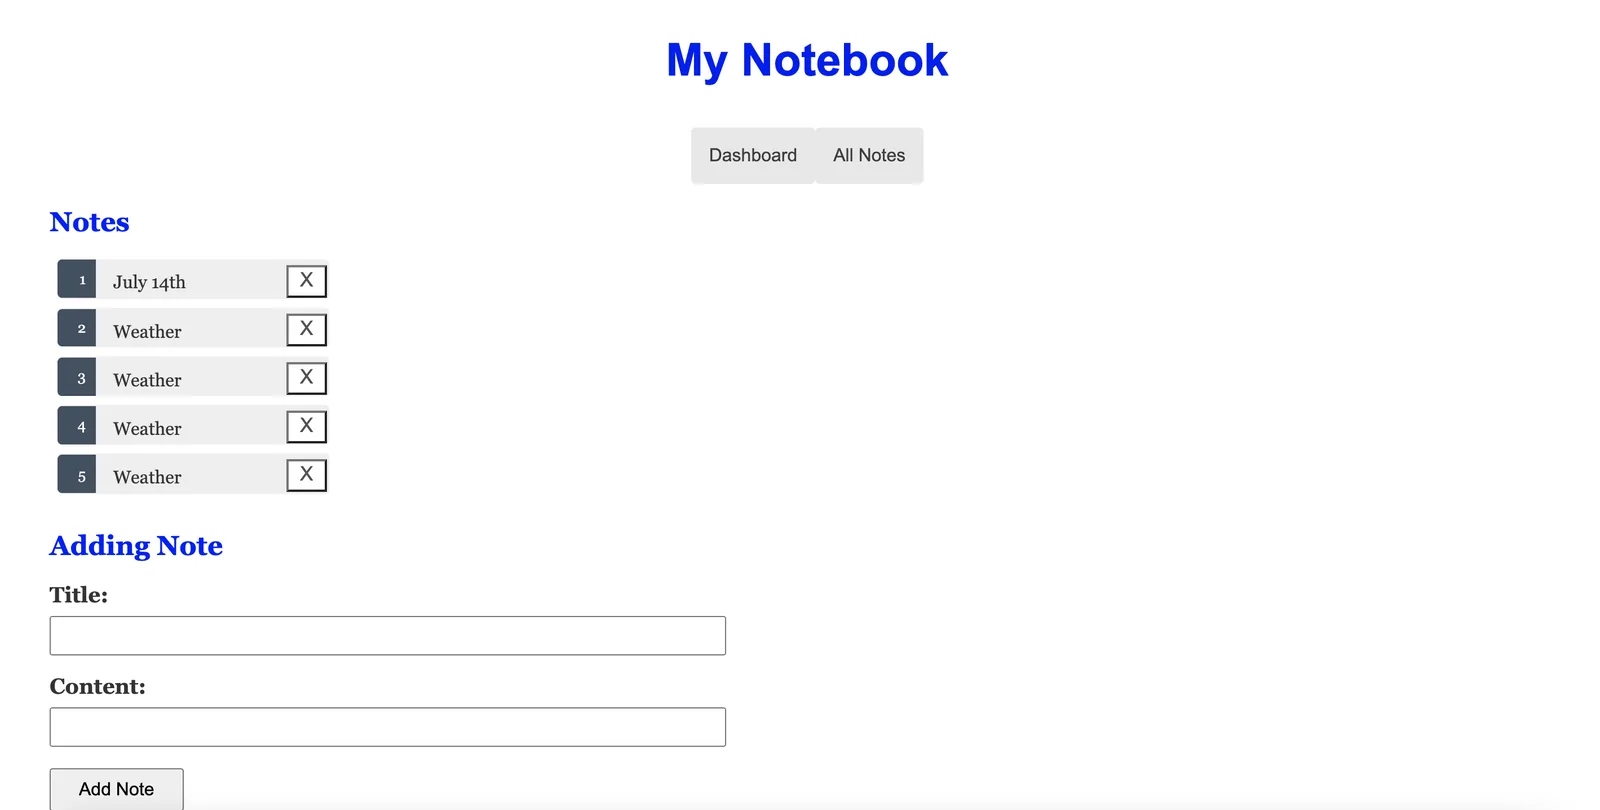 My Notebook
Dashboard All Notes
Notes
1 July 14th X
2 Weather X
3 Weather X
4 Weather X
5 Weather X
Adding Note
Title:
Content:
Add Note